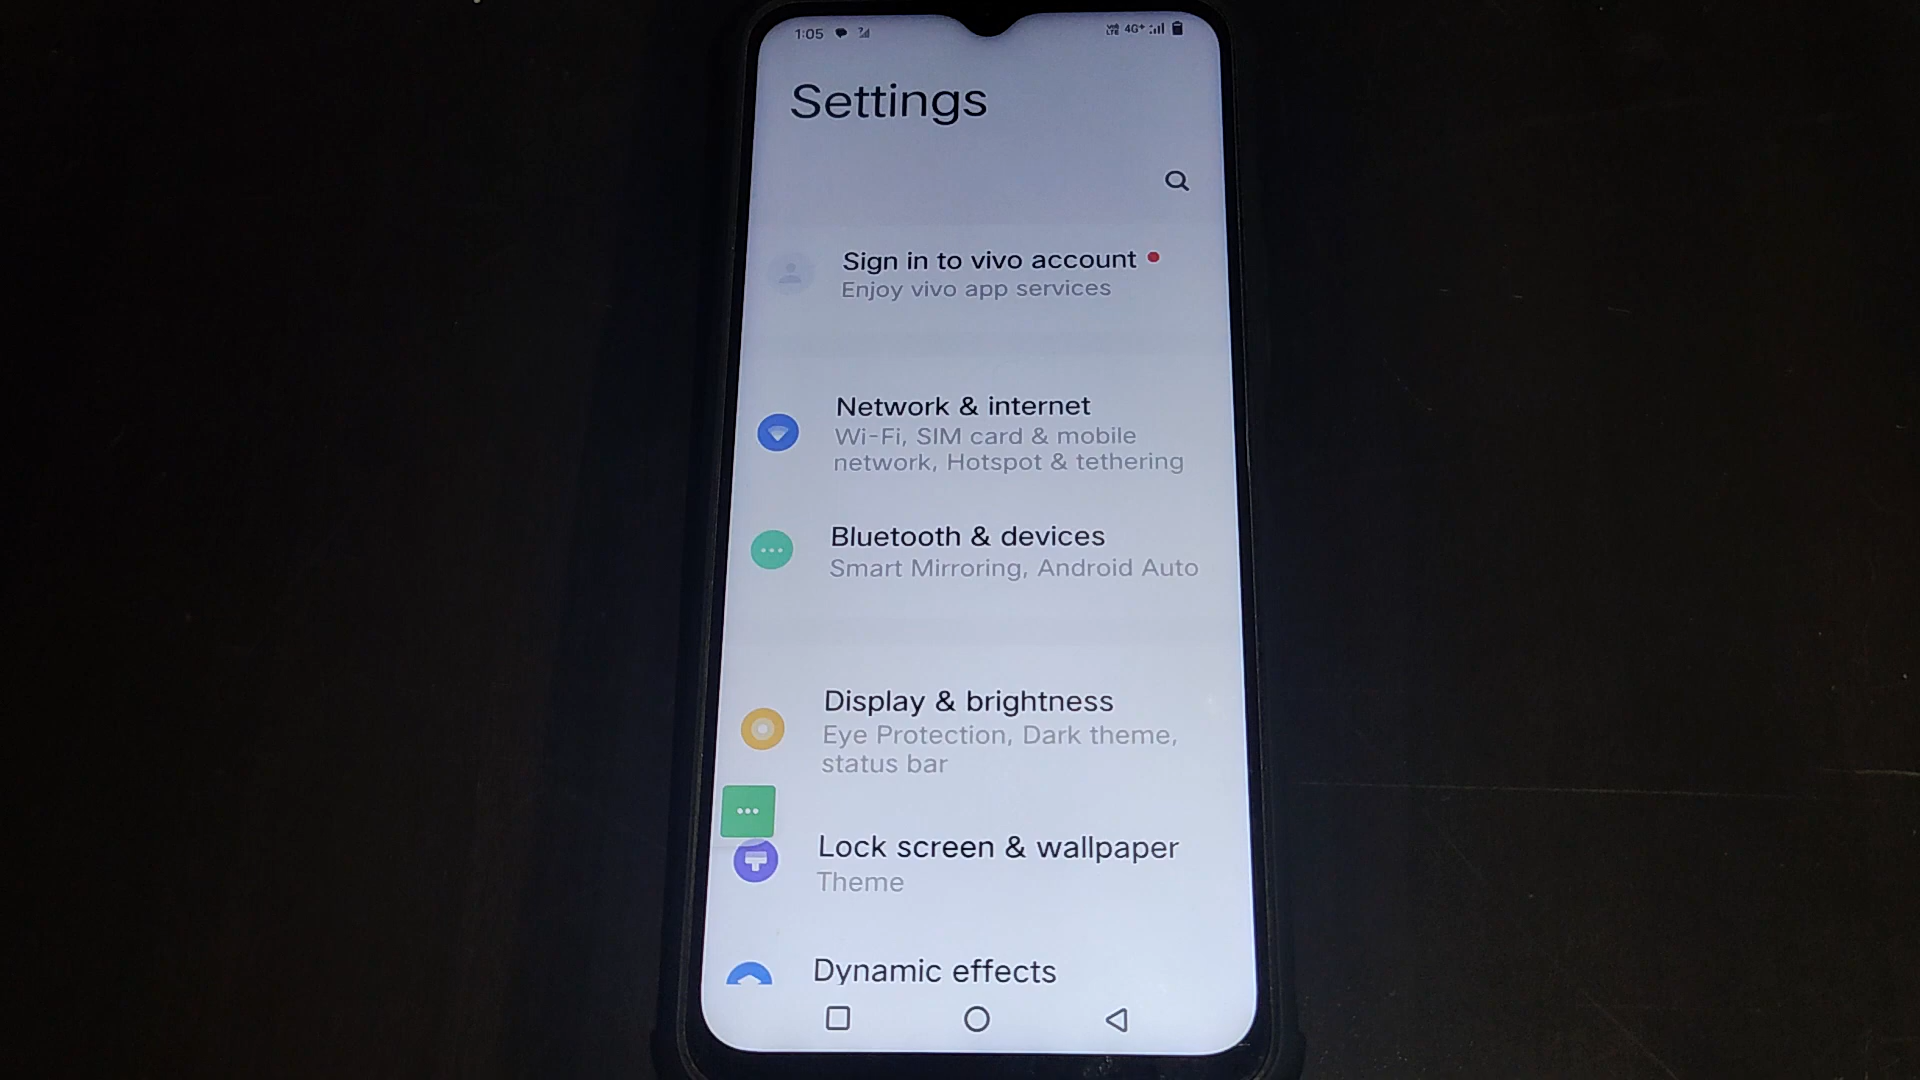 1:05
VoLTE 4G+
Settings
Sign in to vivo account
Enjoy vivo app services
Network & internet
Wi-Fi, SIM card & mobile
network, Hotspot & tethering
Bluetooth & devices
Smart Mirroring, Android Auto
Display & brightness
Eye Protection, Dark theme,
status bar
Lock screen & wallpaper
Theme
Dynamic effects